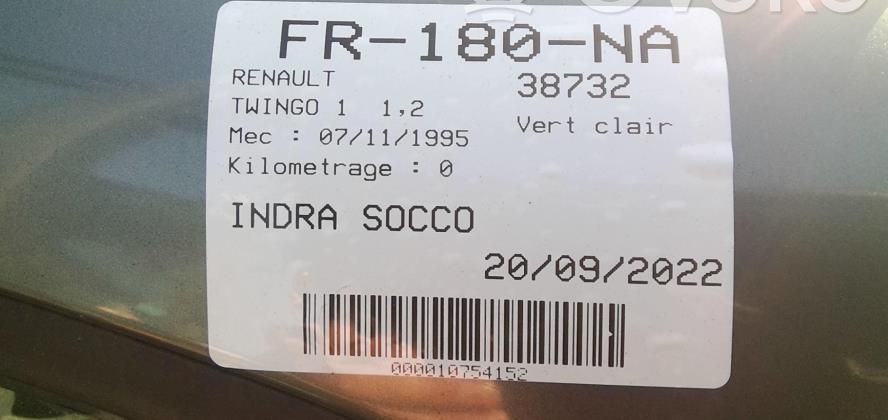 FR-180-NA
RENAULT 38732
TWINGO 1 1,2
Vert clair
Mec : 07/11/1995
Kilometrage : 0
INDRA SOCCO
20/09/2022
000010754152